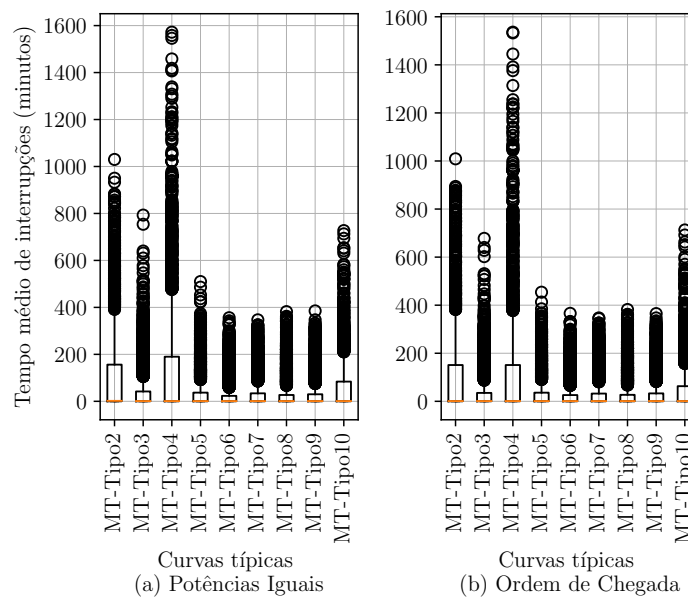 Tempo médio de interrupções (minutos)
1600
1400
1200
1000
800
600
400
200
0
MT-Tipo2
MT-Tipo3
MT-Tipo4
MT-Tipo5
MT-Tipo6
MT-Tipo7
MT-Tipo8
MT-Tipo9
MT-Tipo10
Curvas típicas
(a) Potências Iguais
1600
1400
1200
1000
800
600
400
200
0
MT-Tipo2
MT-Tipo3
MT-Tipo4
MT-Tipo5
MT-Tipo6
MT-Tipo7
MT-Tipo8
MT-Tipo9
MT-Tipo10
Curvas típicas
(b) Ordem de Chegada